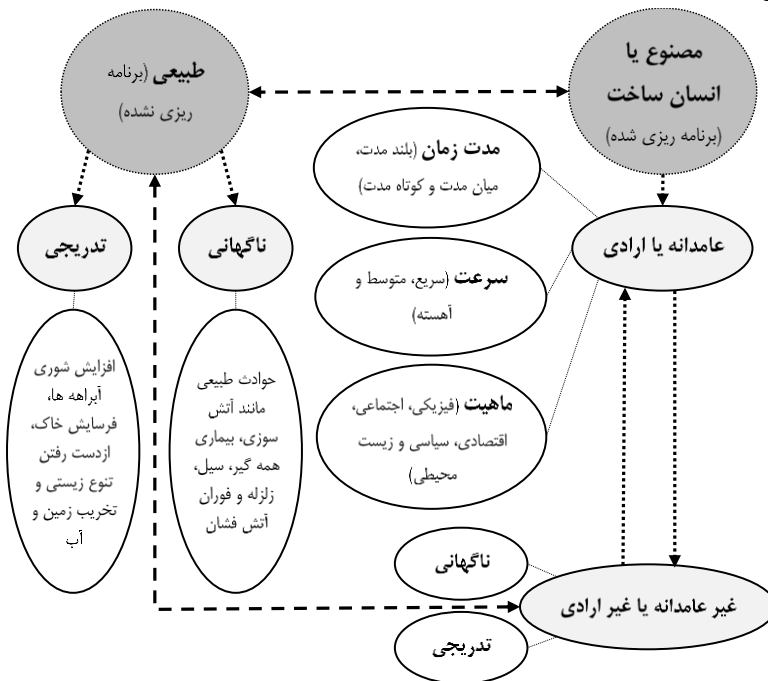 مصنوع یا
انسان ساخت
(برنامه ریزی شده)
طبیعی (برنامه
ریزی نشده)
مدت زمان (بلند مدت،
میان مدت و کوتاه مدت)
عامدانه یا ارادی
ناگهانی
تدریجی
سرعت (سریع، متوسط و
آهسته)
ماهیت (فیزیکی، اجتماعی،
اقتصادی، سیاسی و زیست
محیطی)
حوادث طبیعی
مانند آتش
سوزی، بیماری
همه گیر، سیل،
زلزله و فوران
آتش فشان
افزایش شوری
آبراهه ها،
فرسایش خاک،
ازدست رفتن
تنوع زیستی و
تخریب زمین و
آب
ناگهانی
غیر عامدانه یا غیر ارادی
تدریجی